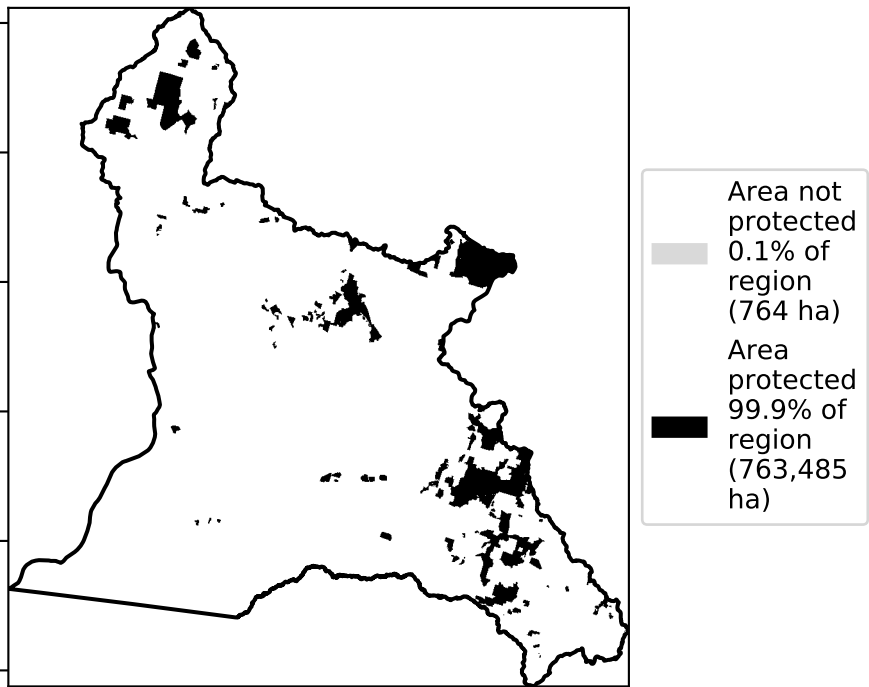 Area not
protected
0.1% of
region
(764 ha)
Area
protected
99.9% of
region
(763,485
ha)